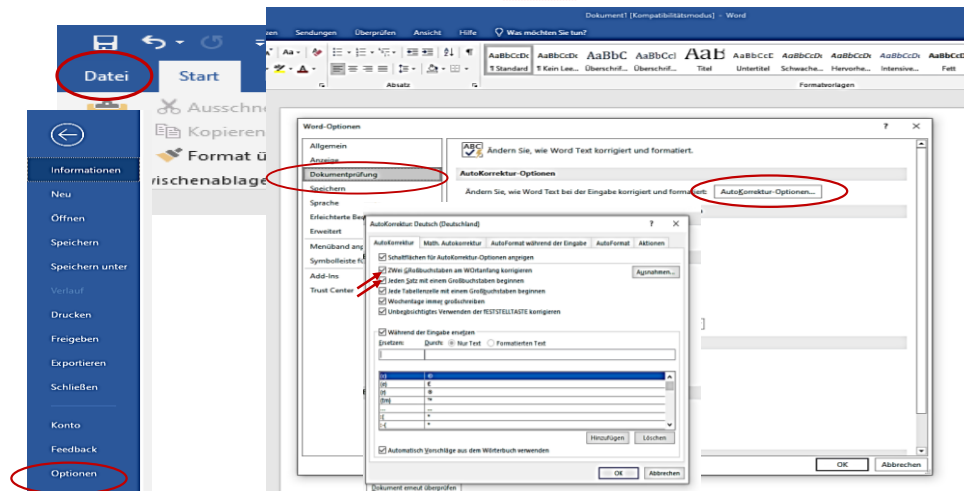 Dokument1 [Kompatibilitätsmodus] - Word
zen Sendungen Überprüfen Ansicht Hilfe Was möchten Sie tun?
AaBbCcDc AaBbCcDc AaBbC AaBbCcl AaB AaBbCcE AaBbCcDc AaBbCcDc AaBbCcDc AaBbCcD
¶ Standard ¶ Kein Lee... Überschrif... Überschrif... Titel Untertitel Schwache... Hervorhe... Intensive... Fett
Absatz
Formatvorlagen
Datei Start
Ausschne
Kopieren
Format ü
wischenablage
Informationen
Neu
Öffnen
Speichern
Speichern unter
Verlauf
Drucken
Freigeben
Exportieren
Schließen
Konto
Feedback
Optionen
Word-Optionen ? ×
Allgemein
Anzeige
Dokumentprüfung
Speichern
Sprache
Erleichterte Be
Erweitert
Menüband an
Symbolleiste f
Add-Ins
Trust Center
ABC Ändern Sie, wie Word Text korrigiert und formatiert.
AutoKorrektur-Optionen
Ändern Sie, wie Word Text bei der Eingabe korrigiert und formatiert: AutoKorrektur-Optionen...
AutoKorrektur: Deutsch (Deutschland) ? ×
AutoKorrektur Math. Autokorrektur AutoFormat während der Eingabe AutoFormat Aktionen
Schaltflächen für AutoKorrektur-Optionen anzeigen
ZWei Großbuchstaben am WOrtanfang korrigieren
Ausnahmen...
Jeden Satz mit einem Großbuchstaben beginnen
Jede Tabellenzelle mit einem Großbuchstaben beginnen
Wochentage immer großschreiben
Unbeabsichtigtes Verwenden der fESTSTELLTASTE korrigieren
Während der Eingabe ersetzen
Ersetzen: Durch: Nur Text Formatierten Text
(c) ©
(e) €
(r) ®
(tm) ™
... …
:(
:-(
Hinzufügen Löschen
Automatisch Vorschläge aus dem Wörterbuch verwenden
OK Abbrechen
Dokument erneut überprüfen
OK Abbrechen